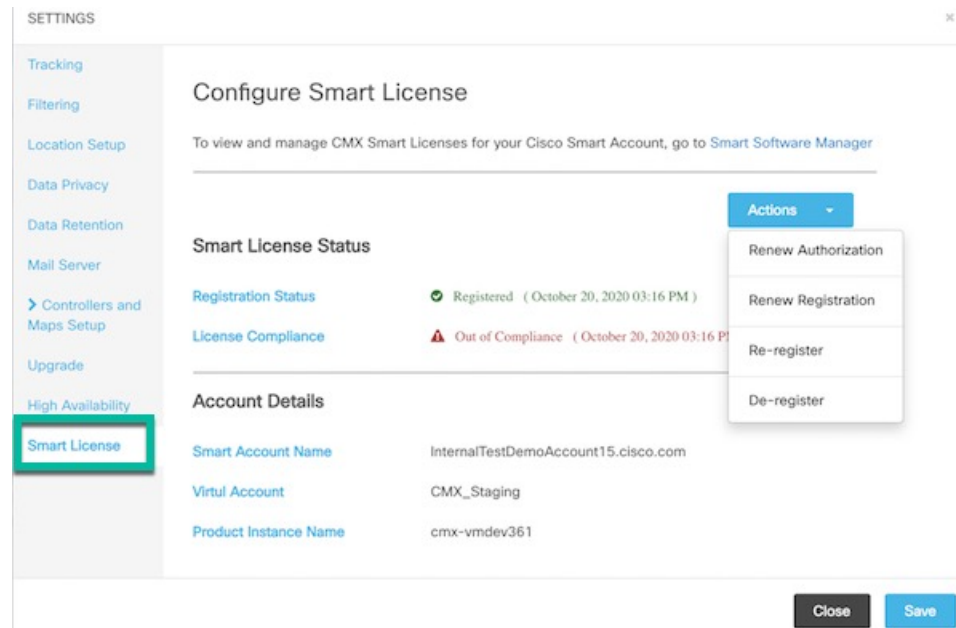 SETTINGS
×
Tracking
Filtering
Location Setup
Data Privacy
Data Retention
Mail Server
Controllers and
Maps Setup
Upgrade
High Availability
Smart License
Configure Smart License
To view and manage CMX Smart Licenses for your Cisco Smart Account, go to Smart Software Manager
Actions
Renew Authorization
Renew Registration
Re-register
De-register
Smart License Status
Registration Status
Registered ( October 20, 2020 03:16 PM )
License Compliance
Out of Compliance ( October 20, 2020 03:16 P
Account Details
Smart Account Name
InternalTestDemoAccount15.cisco.com
Virtul Account
CMX_Staging
Product Instance Name
cmx-vmdev361
Close
Save